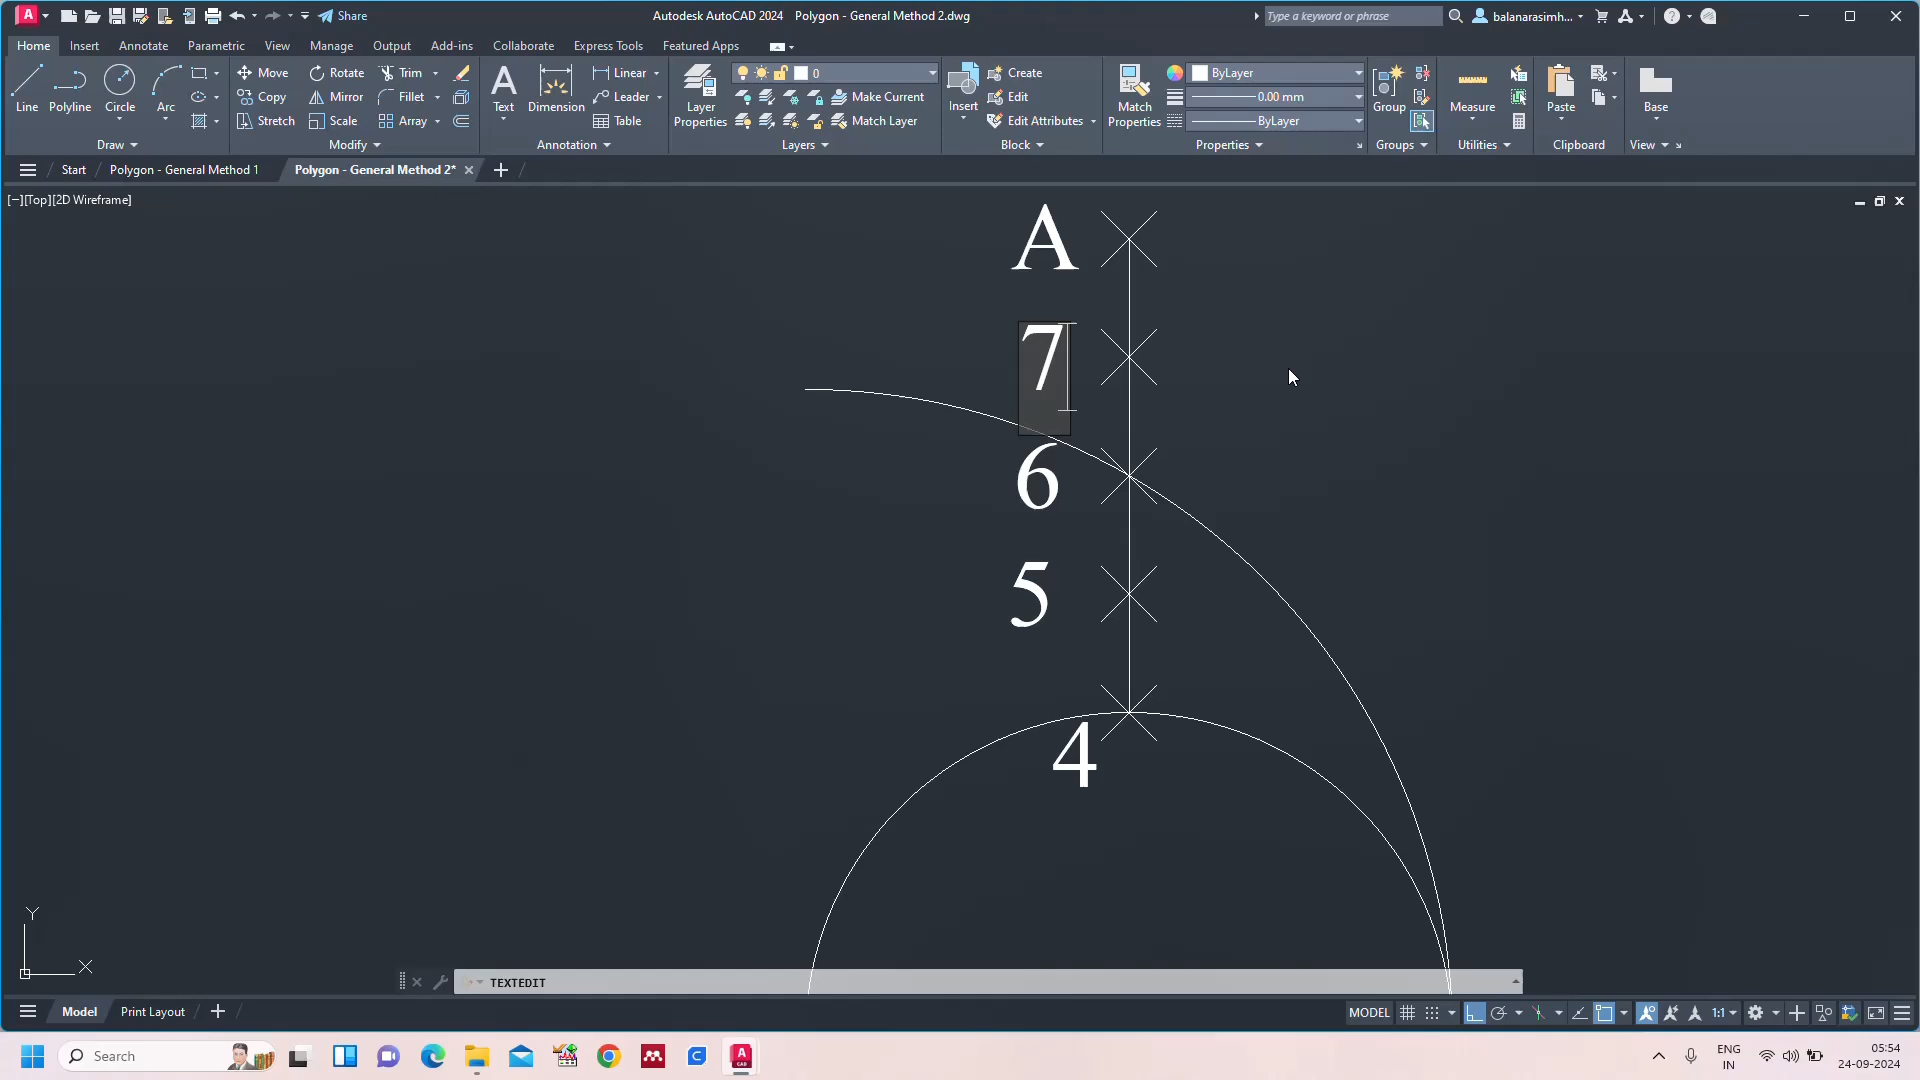 Share
Autodesk AutoCAD 2024 Polygon - General Method 2.dwg
Type a keyword or phrase
balanarasimh...
Home Insert Annotate Parametric View Manage Output Add-ins Collaborate Express Tools Featured Apps
Line Polyline Circle Arc
Move Rotate Trim
Copy Mirror Fillet
Stretch Scale Array
Text Dimension
Linear
Leader
Table
Layer Properties
0
Make Current
Match Layer
Insert
Create
Edit
Edit Attributes
Match Properties
ByLayer
0.00 mm
ByLayer
Group
Measure
Paste
Base
Draw Modify Annotation Layers Block Properties Groups Utilities Clipboard View
Start Polygon - General Method 1 Polygon - General Method 2*
[−][Top][2D Wireframe]
A
7
6
5
4
Y
X
TEXTEDIT
Model Print Layout
MODEL
1:1
Search
ENG
IN
05:54
24-09-2024